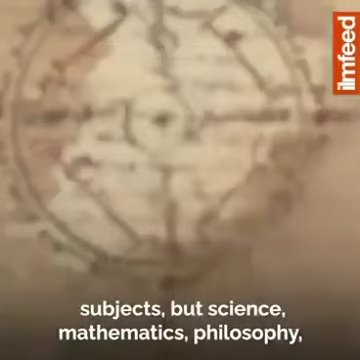 ilmfeed
subjects, but science,
mathematics, philosophy,